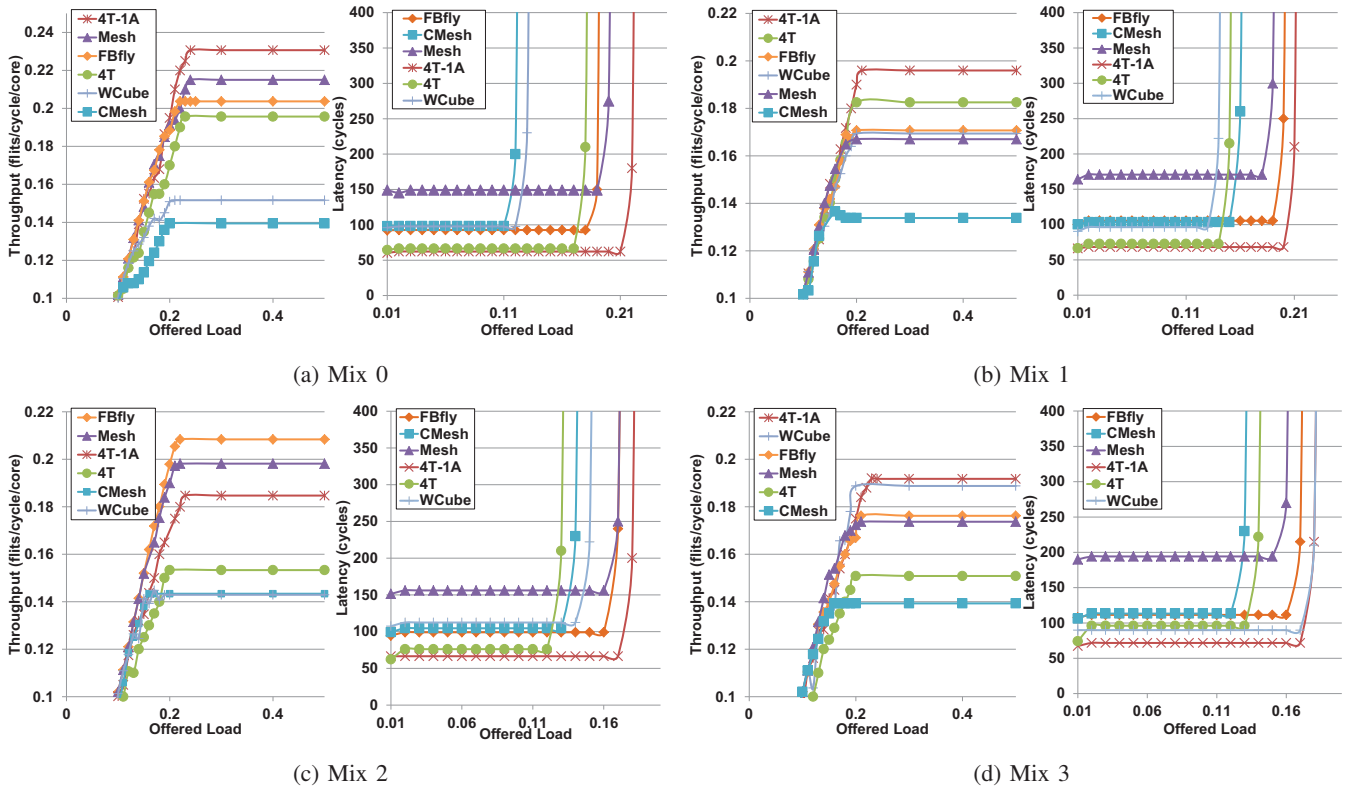 Throughput (flits/cycle/core)
0.24
0.22
0.2
0.18
0.16
0.14
0.12
0.1
4T-1A
Mesh
FBfly
4T
WCube
CMesh
0
0.2
0.4
Offered Load
Latency (cycles)
400
350
300
250
200
150
100
50
0
FBfly
CMesh
Mesh
4T-1A
4T
WCube
0.01
0.11
0.21
Offered Load
(a) Mix 0
Throughput (flits/cycle/core)
0.22
0.2
0.18
0.16
0.14
0.12
0.1
4T-1A
4T
FBfly
WCube
Mesh
CMesh
0
0.2
0.4
Offered Load
Latency (cycles)
400
350
300
250
200
150
100
50
0
FBfly
CMesh
Mesh
4T-1A
4T
WCube
0.01
0.11
0.21
Offered Load
(b) Mix 1
Throughput (flits/cycle/core)
0.22
0.2
0.18
0.16
0.14
0.12
0.1
FBfly
Mesh
4T-1A
4T
CMesh
WCube
0
0.2
0.4
Offered Load
Latency (cycles)
400
350
300
250
200
150
100
50
0
FBfly
CMesh
Mesh
4T-1A
4T
WCube
0.01
0.06
0.11
0.16
Offered Load
(c) Mix 2
Throughput (flits/cycle/core)
0.22
0.2
0.18
0.16
0.14
0.12
0.1
4T-1A
WCube
FBfly
Mesh
4T
CMesh
0
0.2
0.4
Offered Load
Latency (cycles)
400
350
300
250
200
150
100
50
0
FBfly
CMesh
Mesh
4T-1A
4T
WCube
0.01
0.06
0.11
0.16
Offered Load
(d) Mix 3